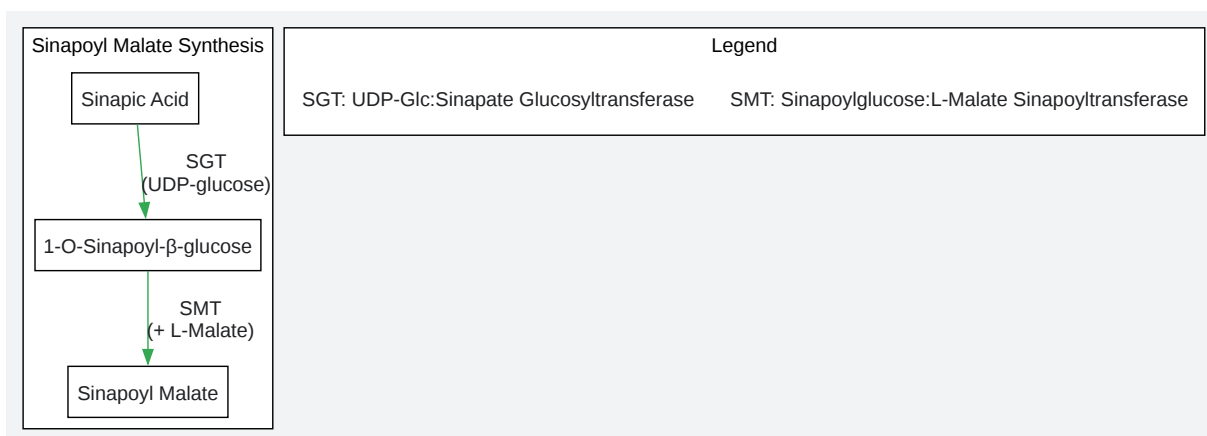 Sinapoyl Malate Synthesis
Sinapic Acid
SGT
(UDP-glucose)
1-O-Sinapoyl-β-glucose
SMT
(+ L-Malate)
Sinapoyl Malate
Legend
SGT: UDP-Glc:Sinapate Glucosyltransferase
SMT: Sinapoylglucose:L-Malate Sinapoyltransferase